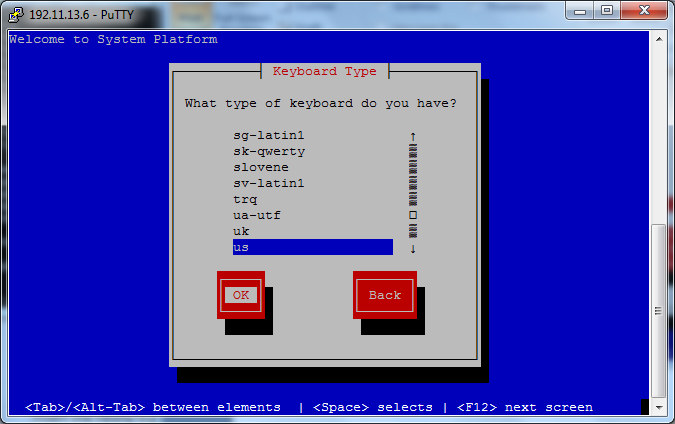 192.11.13.6 - PuTTY
Welcome to System Platform
Keyboard Type
What type of keyboard do you have?
sg-latin1
sk-qwerty
slovene
sv-latin1
trq
ua-utf
uk
us
OK Back
<Tab>/<Alt-Tab> between elements | <Space> selects | <F12> next screen